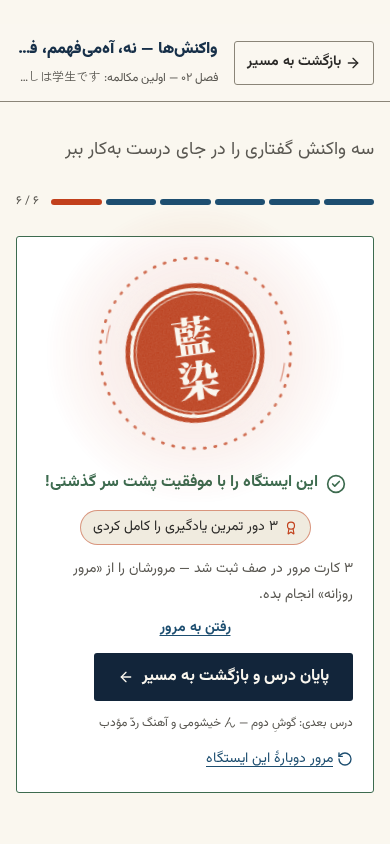 بازگشت به مسیر
واکنش‌ها — نه، آه‌می‌فهمم، فـ...
فصل ۰۲ — اولین مکالمه: しは学生です...
سه واکنش گفتاری را در جای درست به‌کار ببر
۶ / ۶
藍染
این ایستگاه را با موفقیت پشت سر گذشتی!
۳ دور تمرین یادگیری را کامل کردی
۳ کارت مرور در صف ثبت شد — مرورشان را از «مرور
روزانه» انجام بده.
رفتن به مرور
پایان درس و بازگشت به مسیر
درس بعدی: گوشِ دوم — ん خیشومی و آهنگ ردّ مؤدب
مرور دوبارهٔ این ایستگاه